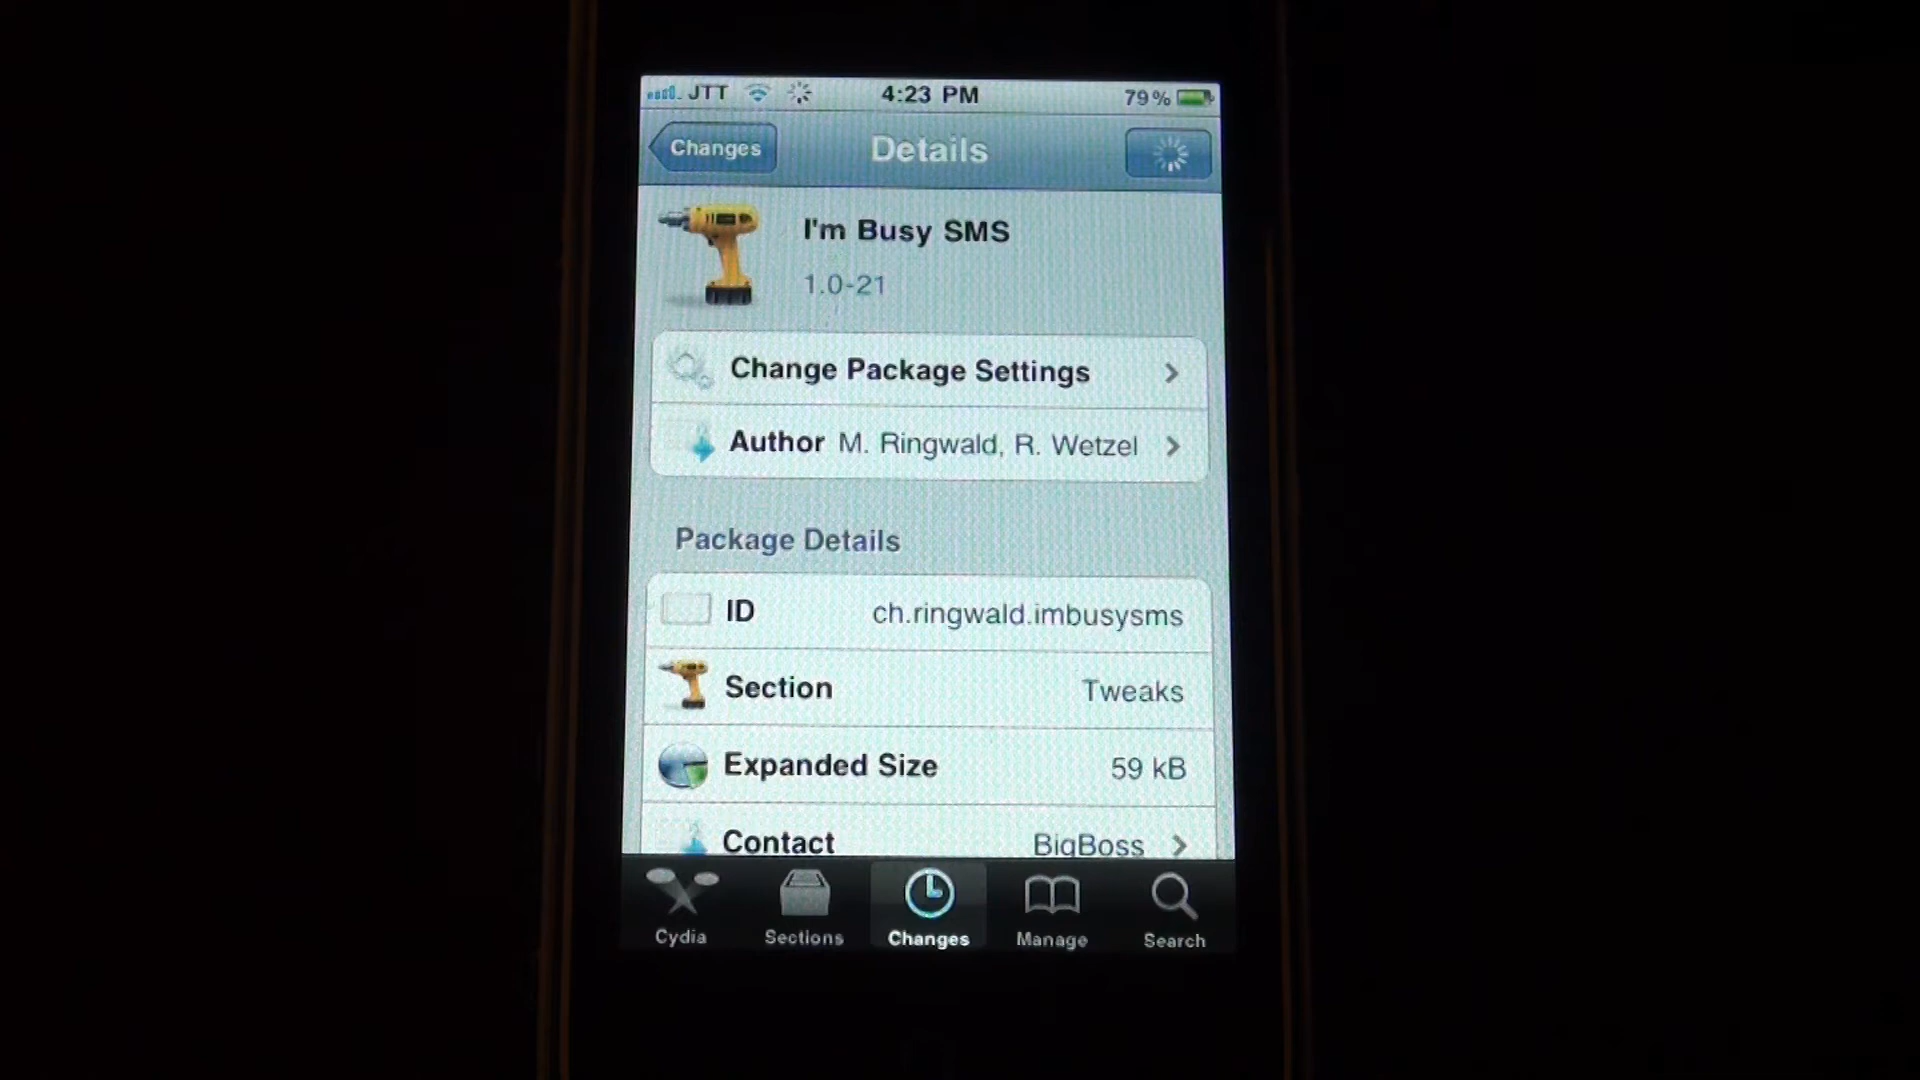 JTT 4:23 PM 79%
Changes Details
I'm Busy SMS
1.0-21
Change Package Settings
Author M. Ringwald, R. Wetzel
Package Details
ID ch.ringwald.imbusysms
Section Tweaks
Expanded Size 59 kB
Contact BigBoss
Cydia Sections Changes Manage Search